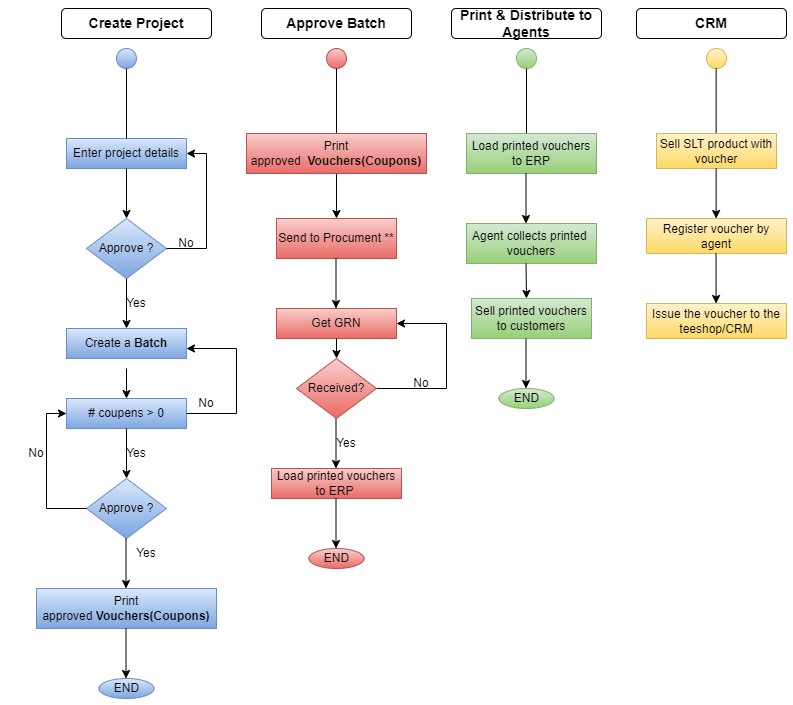 Create Project
Enter project details
Approve ?
No
Yes
Create a Batch
No
# coupens > 0
No
Yes
Approve ?
Yes
Print
approved Vouchers(Coupons)
END
Approve Batch
Print
approved Vouchers(Coupons)
Send to Procument **
Get GRN
Received?
No
Yes
Load printed vouchers
to ERP
END
Print & Distribute to
Agents
Load printed vouchers
to ERP
Agent collects printed
vouchers
Sell printed vouchers
to customers
END
CRM
Sell SLT product with
voucher
Register voucher by
agent
Issue the voucher to the
teeshop/CRM